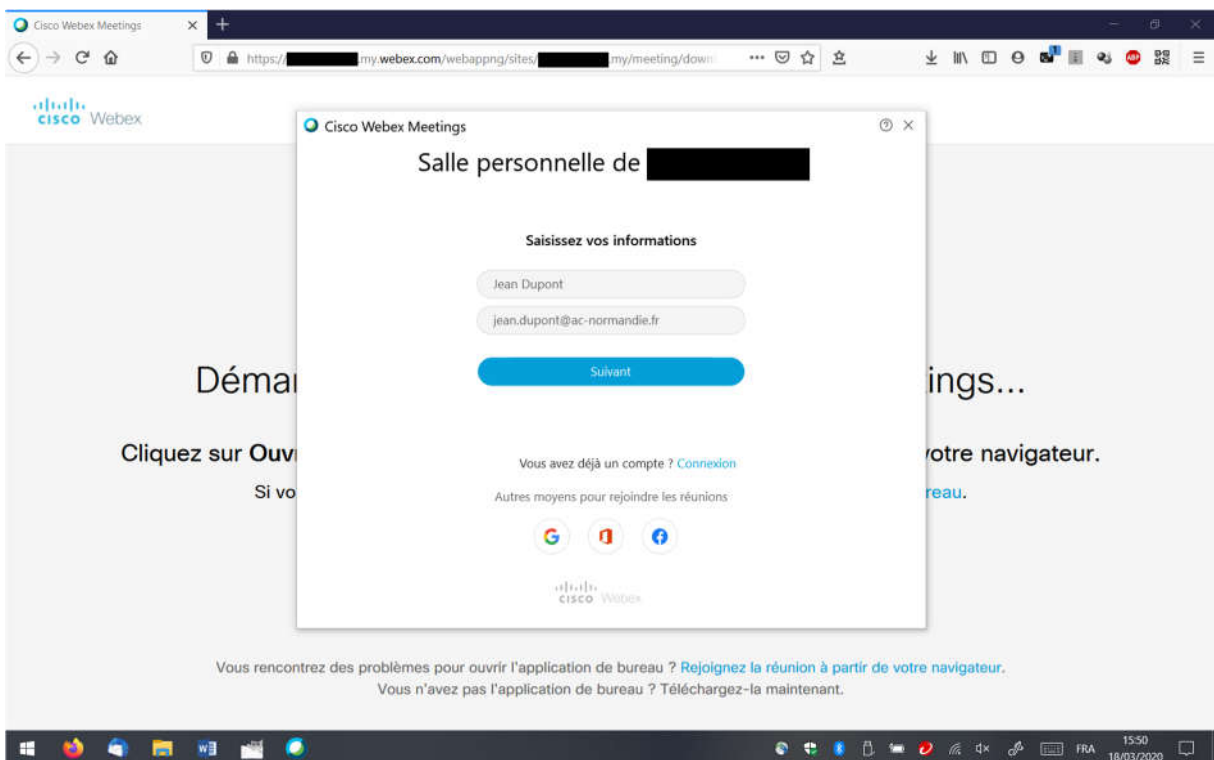 Cisco Webex Meetings
https:// .my.webex.com/webappng/sites/ .my/meeting/down
cisco Webex
Cisco Webex Meetings
Salle personnelle de
Saisissez vos informations
Jean Dupont
jean.dupont@ac-normandie.fr
Suivant
Démar ings...
Cliquez sur Ouv votre navigateur.
Si vo reau.
Vous avez déjà un compte ? Connexion
Autres moyens pour rejoindre les réunions
cisco Webex
Vous rencontrez des problèmes pour ouvrir l'application de bureau ? Rejoignez la réunion à partir de votre navigateur.
Vous n'avez pas l'application de bureau ? Téléchargez-la maintenant.
FRA
15:50
18/03/2020